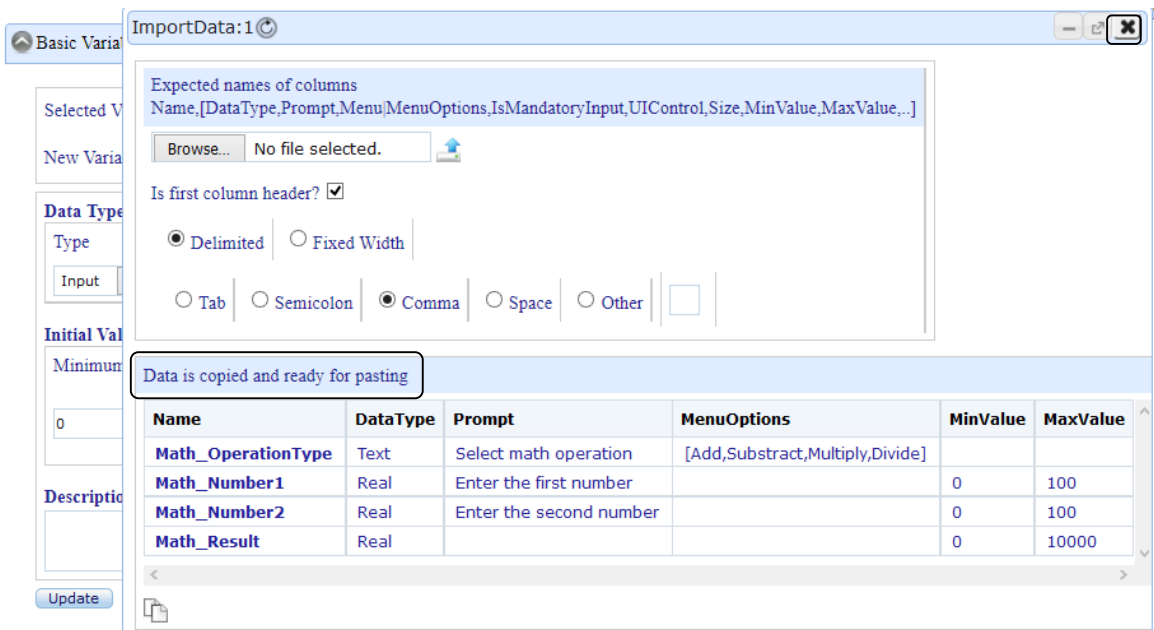 ImportData:1
Basic Varia
Selected V
New Varia
Data Type
Type
Input
Initial Val
Minimum
0
Descriptio
Update
Expected names of columns
Name,[DataType,Prompt,Menu|MenuOptions,IsMandatoryInput,UIControl,Size,MinValue,MaxValue,..]
Browse... No file selected.
Is first column header?
Delimited Fixed Width
Tab Semicolon Comma Space Other
Data is copied and ready for pasting
Name DataType Prompt MenuOptions MinValue MaxValue
Math_OperationType Text Select math operation [Add,Substract,Multiply,Divide]
Math_Number1 Real Enter the first number 0 100
Math_Number2 Real Enter the second number 0 100
Math_Result Real 0 10000